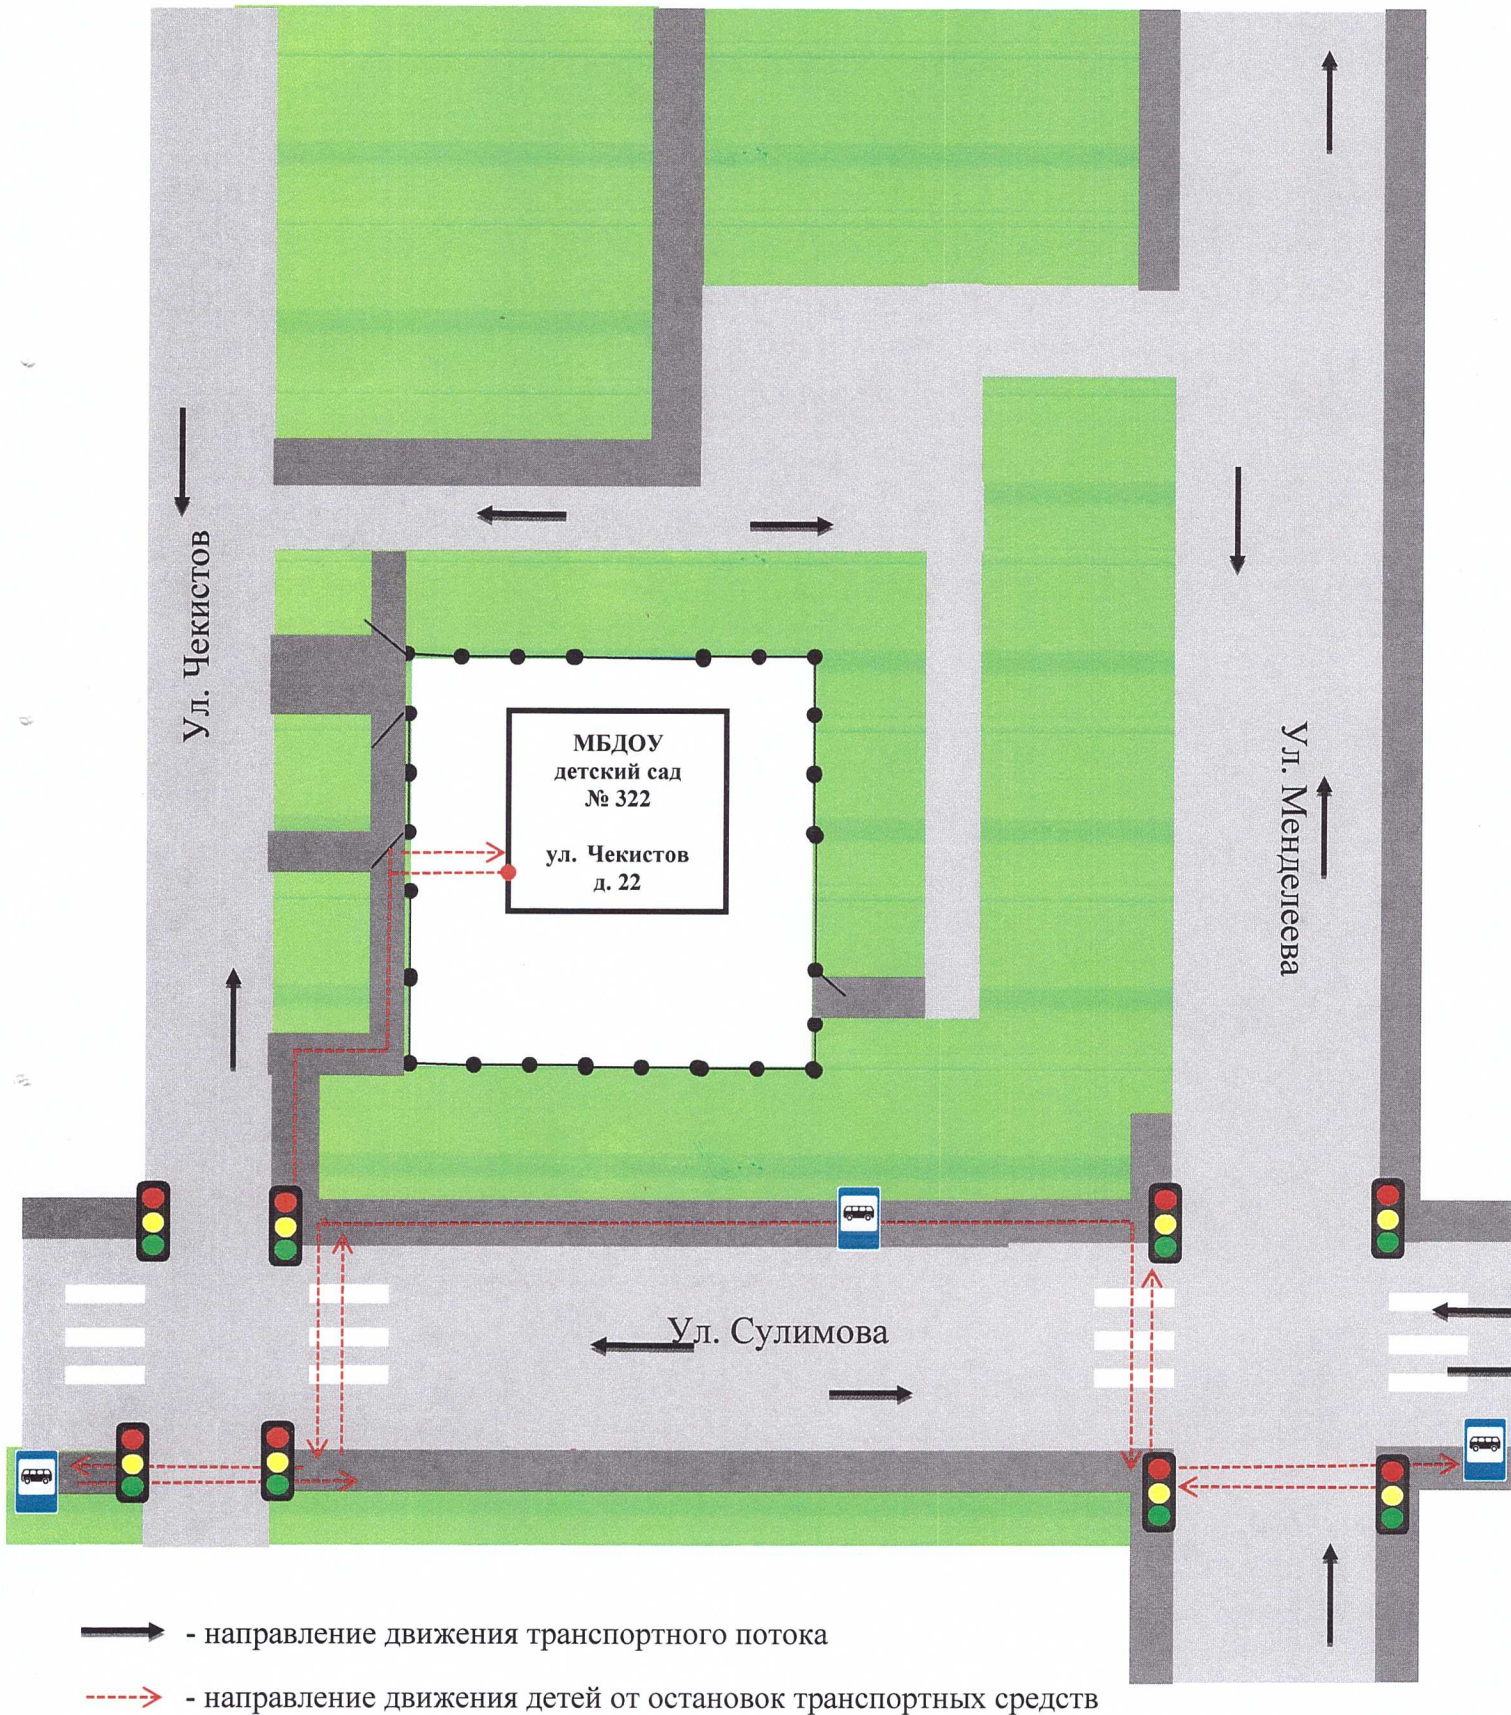 Ул. Чекистов
МБДОУ
детский сад
№ 322
ул. Чекистов
д. 22
Ул. Менделеева
Ул. Сулимова
- направление движения транспортного потока
- направление движения детей от остановок транспортных средств